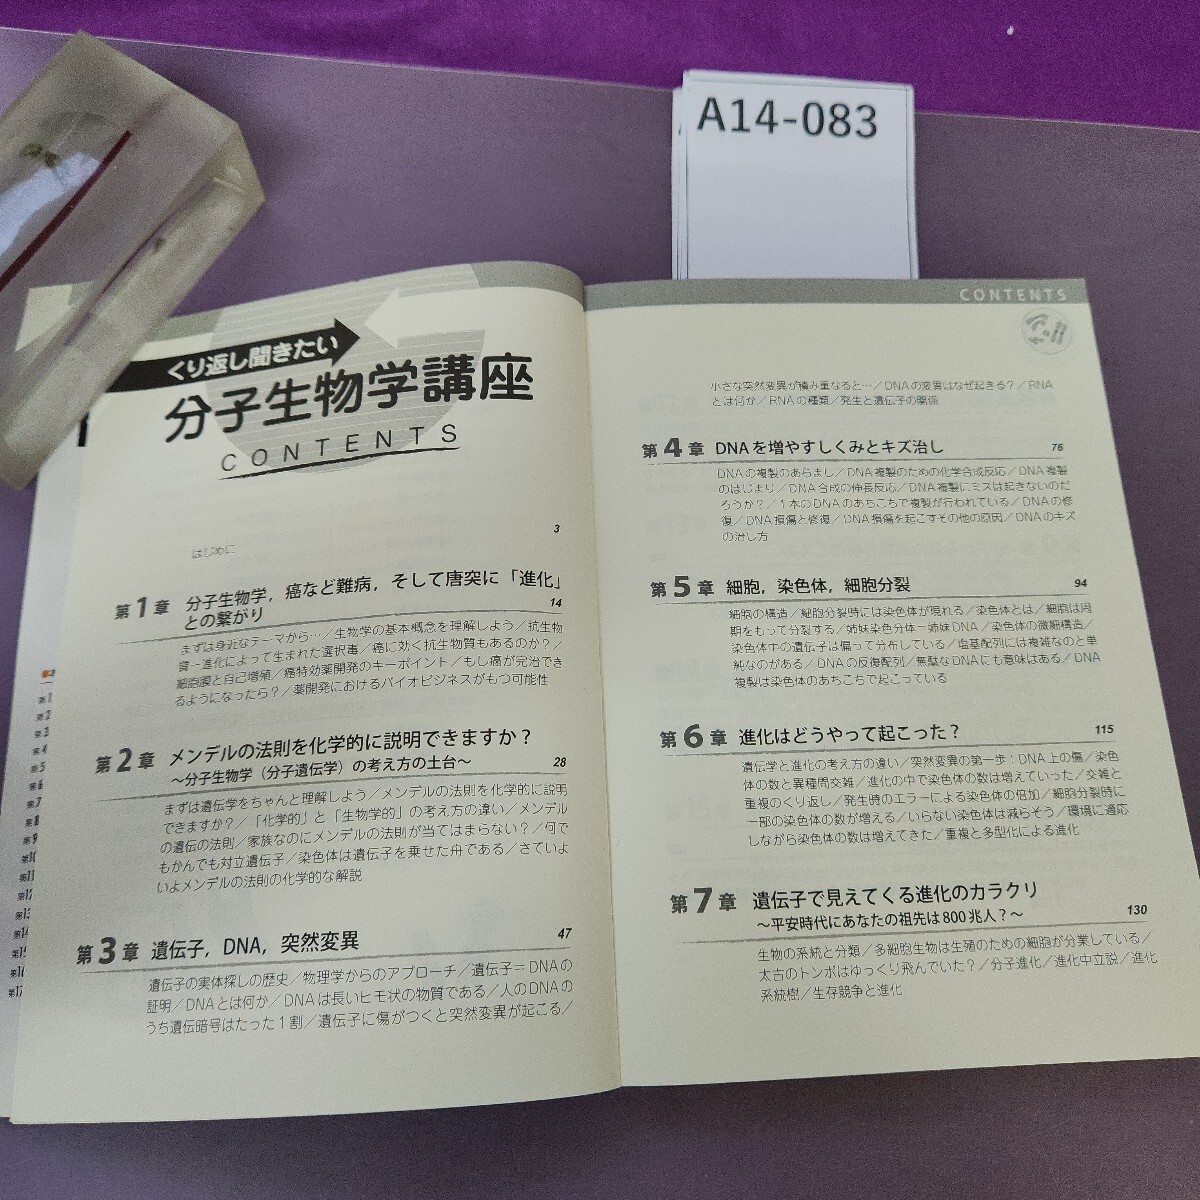 A14-083
くり返し聞きたい
分子生物学講座
CONTENTS
はじめに 3
第1章 分子生物学，癌など難病，そして唐突に「進化」
との繋がり 14
まずは身近なテーマから…／生物学の基本概念を理解しよう／抗生物
質－進化によって生まれた選択毒／癌に効く抗生物質もあるのか？／
細胞膜と自己増殖／癌特効薬開発のキーポイント／もし癌が完治でき
るようになったら？／薬開発におけるバイオビジネスがもつ可能性
第2章 メンデルの法則を化学的に説明できますか？
～分子生物学（分子遺伝学）の考え方の土台～ 28
まずは遺伝学をちゃんと理解しよう／メンデルの法則を化学的に説明
できますか？／「化学的」と「生物学的」の考え方の違い／メンデル
の遺伝の法則／家族なのにメンデルの法則が当てはまらない？／何で
もかんでも対立遺伝子／染色体は遺伝子を乗せた舟である／さていよ
いよメンデルの法則の化学的な解説
第3章 遺伝子，DNA，突然変異 47
遺伝子の実体探しの歴史／物理学からのアプローチ／遺伝子＝DNAの
証明／DNAとは何か／DNAは長いヒモ状の物質である／人のDNAの
うち遺伝暗号はたった1割／遺伝子に傷がつくと突然変異が起こる／
CONTENTS
小さな突然変異が積み重なると…／DNAの変異はなぜ起きる？／RNA
とは何か／RNAの種類／発生と遺伝子の関係
第4章 DNAを増やすしくみとキズ治し 76
DNAの複製のあらまし／DNA複製のための化学合成反応／DNA複製
のはじまり／DNA合成の伸長反応／DNA複製にミスは起きないのだ
ろうか？／1本のDNAのあちこちで複製が行われている／DNAの修
復／DNA損傷と修復／DNA損傷を起こすその他の原因／DNAのキズ
の治し方
第5章 細胞，染色体，細胞分裂 94
細胞の構造／細胞分裂時には染色体が現れる／染色体とは／細胞は周
期をもって分裂する／姉妹染色分体＝姉妹DNA／染色体の微細構造／
染色体中の遺伝子は偏って分布している／塩基配列には複雑なのと単
純なのがある／DNAの反復配列／無駄なDNAにも意味はある／DNA
複製は染色体のあちこちで起こっている
第6章 進化はどうやって起こった？ 115
遺伝学と進化の考え方の違い／突然変異の第一歩：DNA上の傷／染色
体の数と異種間交雑／進化の中で染色体の数は増えていった／交雑と
重複のくり返し／発生時のエラーによる染色体の倍加／細胞分裂時に
一部の染色体の数が増える／いらない染色体は減らそう／環境に適応
しながら染色体の数は増えてきた／重複と多型化による進化
第7章 遺伝子で見えてくる進化のカラクリ
～平安時代にあなたの祖先は800兆人？～ 130
生物の系統と分類／多細胞生物は生殖のための細胞が分業している／
太古のトンボはゆっくり飛んでいた？／分子進化／進化中立説／進化
系統樹／生存競争と進化